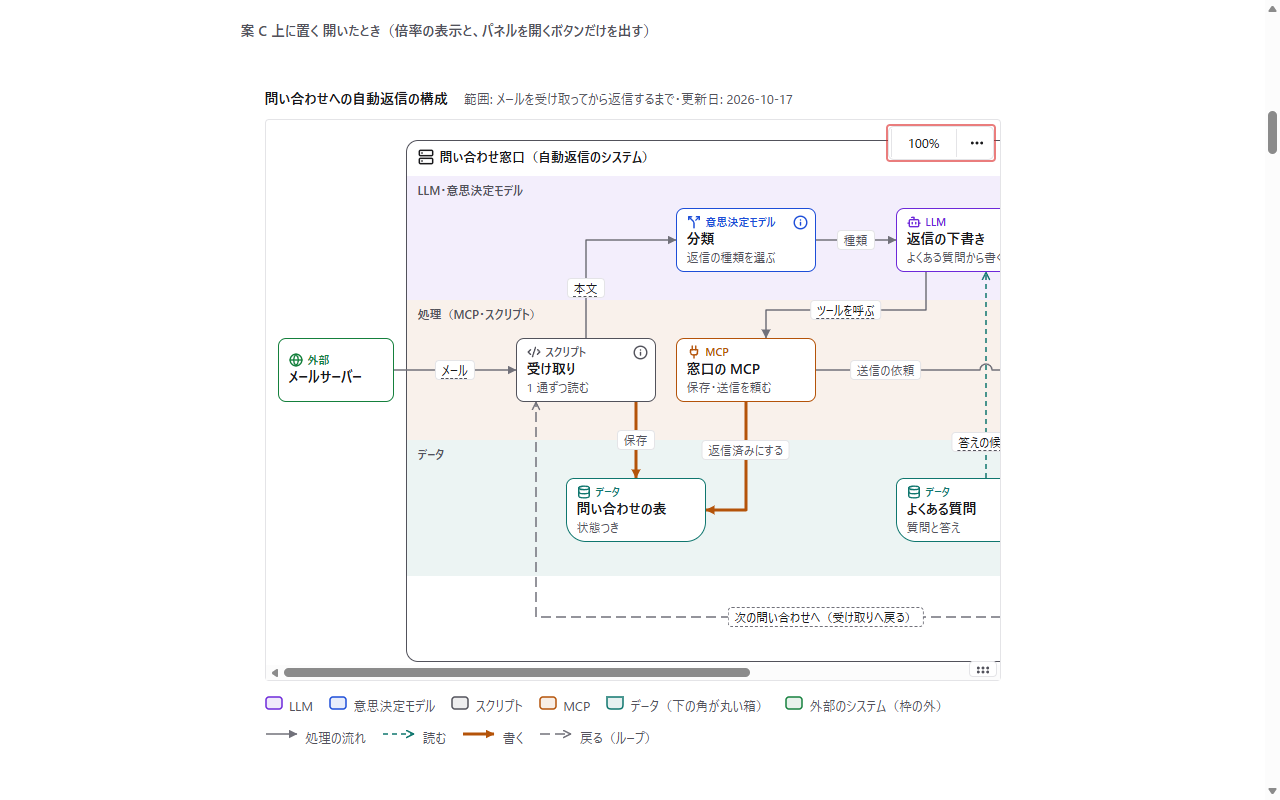 案 C 上に置く 開いたとき（倍率の表示と、パネルを開くボタンだけを出す）
問い合わせへの自動返信の構成 範囲: メールを受け取ってから返信するまで・更新日: 2026-10-17
100%
問い合わせ窓口（自動返信のシステム）
LLM・意思決定モデル
意思決定モデル
分類
返信の種類を選ぶ
種類
LLM
返信の下書き
よくある質問から書く
本文
処理（MCP・スクリプト）
ツールを呼ぶ
外部
メールサーバー
メール
スクリプト
受け取り
1 通ずつ読む
MCP
窓口の MCP
保存・送信を頼む
送信の依頼
保存
返信済みにする
答えの候
データ
データ
問い合わせの表
状態つき
データ
よくある質問
質問と答え
次の問い合わせへ（受け取りへ戻る）
LLM 意思決定モデル スクリプト MCP データ（下の角が丸い箱） 外部のシステム（枠の外）
処理の流れ 読む 書く 戻る（ループ）